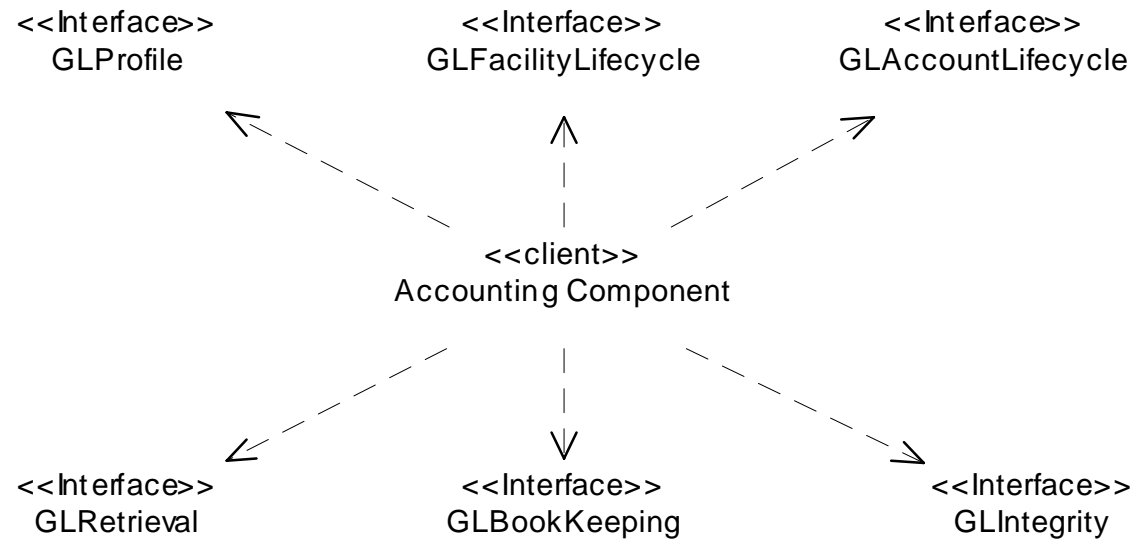 <<Interface>>
GLProfile
<<Interface>>
GLFacilityLifecycle
<<Interface>>
GLAccountLifecycle
<<client>>
Accounting Component
<<Interface>>
GLRetrieval
<<Interface>>
GLBookKeeping
<<Interface>>
GLIntegrity